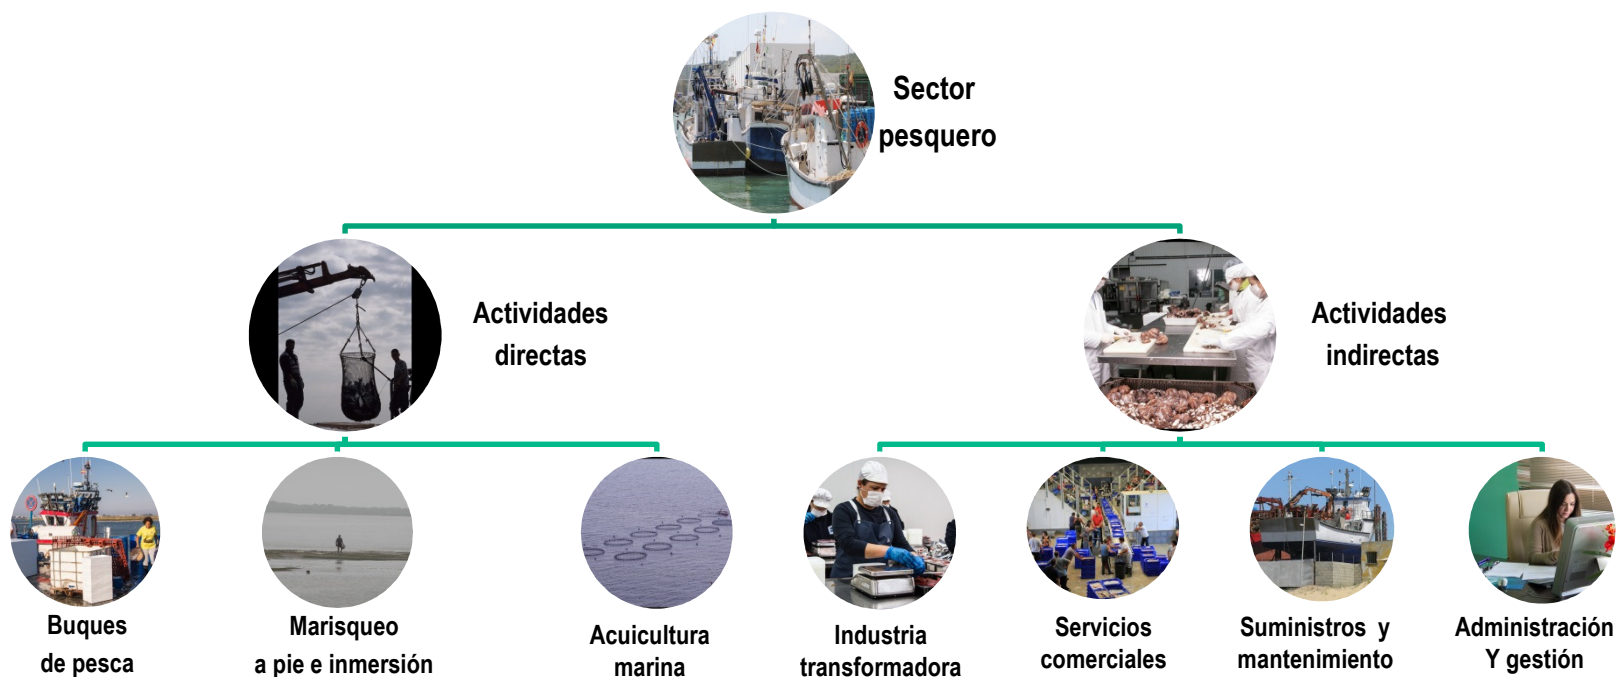 Sector
pesquero
Actividades
directas
Actividades
indirectas
Buques
de pesca
Marisqueo
a pie e inmersión
Acuicultura
marina
Industria
transformadora
Servicios
comerciales
Suministros y
mantenimiento
Administración
Y gestión